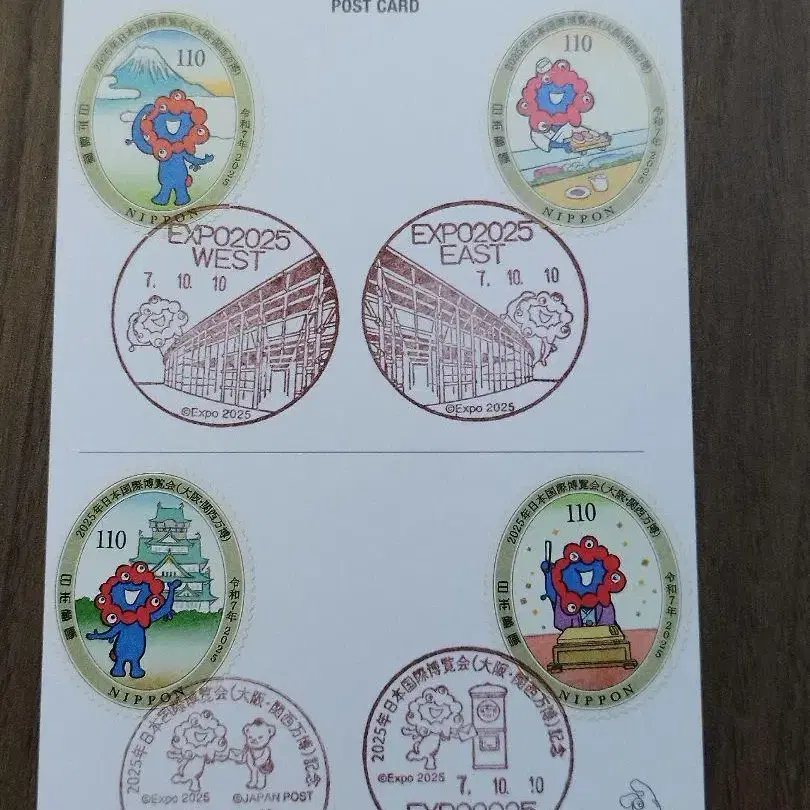 POST CARD
2025年日本国際博覧会(大阪・関西万博)
110
日本郵便
令和7年 2025
NIPPON
2025年日本国際博覧会(大阪・関西万博)
110
日本郵便
令和7年 2025
NIPPON
EXPO2025
WEST
7. 10. 10
©Expo 2025
EXPO2025
EAST
7. 10. 10
©Expo 2025
2025年日本国際博覧会(大阪・関西万博)
110
日本郵便
令和7年 2025
NIPPON
2025年日本国際博覧会(大阪・関西万博)
110
日本郵便
令和7年 2025
NIPPON
2025年日本国際博覧会(大阪・関西万博)記念
©Expo 2025 ©JAPAN POST
2025年日本国際博覧会(大阪・関西万博)記念
©Expo 2025
7. 10. 10
EXPO2025